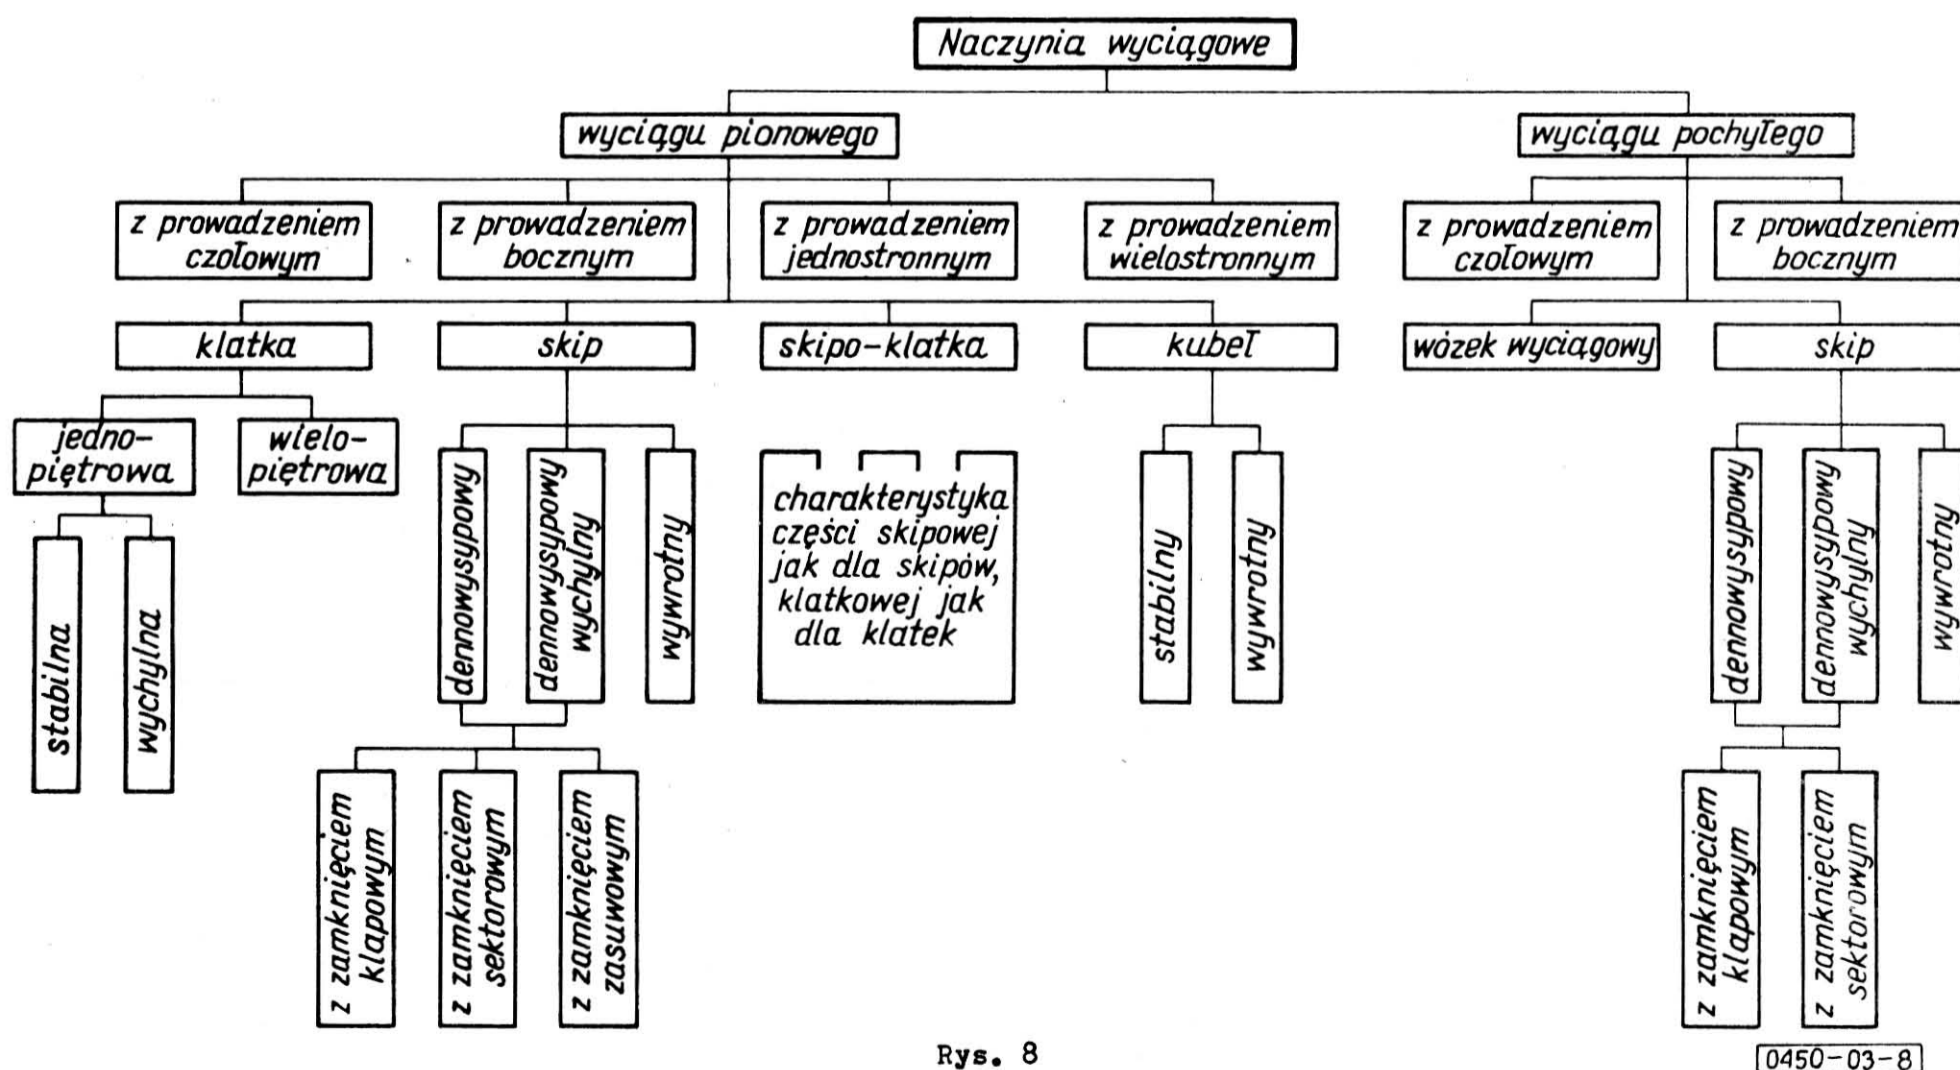 Naczynia wyciągowe
wyciągu pionowego
wyciągu pochyłego
z prowadzeniem
czołowym
z prowadzeniem
bocznym
z prowadzeniem
jednostronnym
z prowadzeniem
wielostronnym
z prowadzeniem
czołowym
z prowadzeniem
bocznym
klatka
skip
skipo-klatka
kubeł
wózek wyciągowy
skip
jedno-
piętrowa
wielo-
piętrowa
dennowysypowy
dennowysypowy
wychylny
wywrotny
charakterystyka
części skipowej
jak dla skipów,
klatkowej jak
dla klatek
stabilny
wywrotny
dennowysypowy
dennowysypowy
wychylny
wywrotny
stabilna
wychylna
z zamknięciem
klapowym
z zamknięciem
sektorowym
z zamknięciem
zasuwowym
z zamknięciem
klapowym
z zamknięciem
sektorowym
Rys. 8
0450-03-8